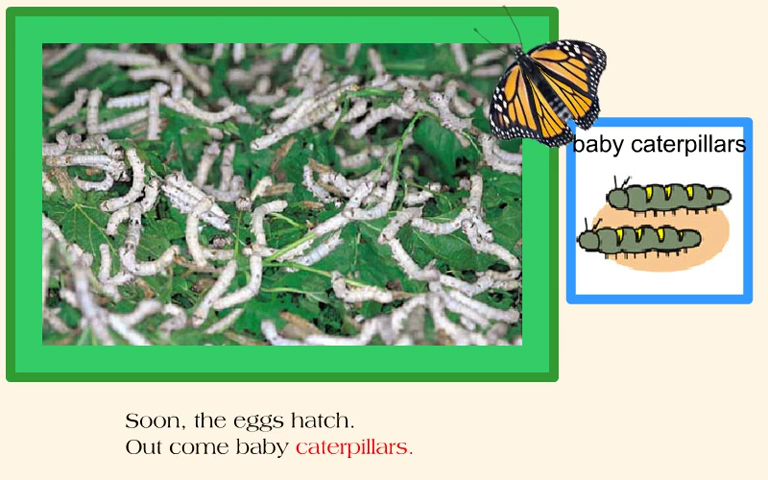 baby caterpillars
Soon, the eggs hatch.
Out come baby caterpillars.